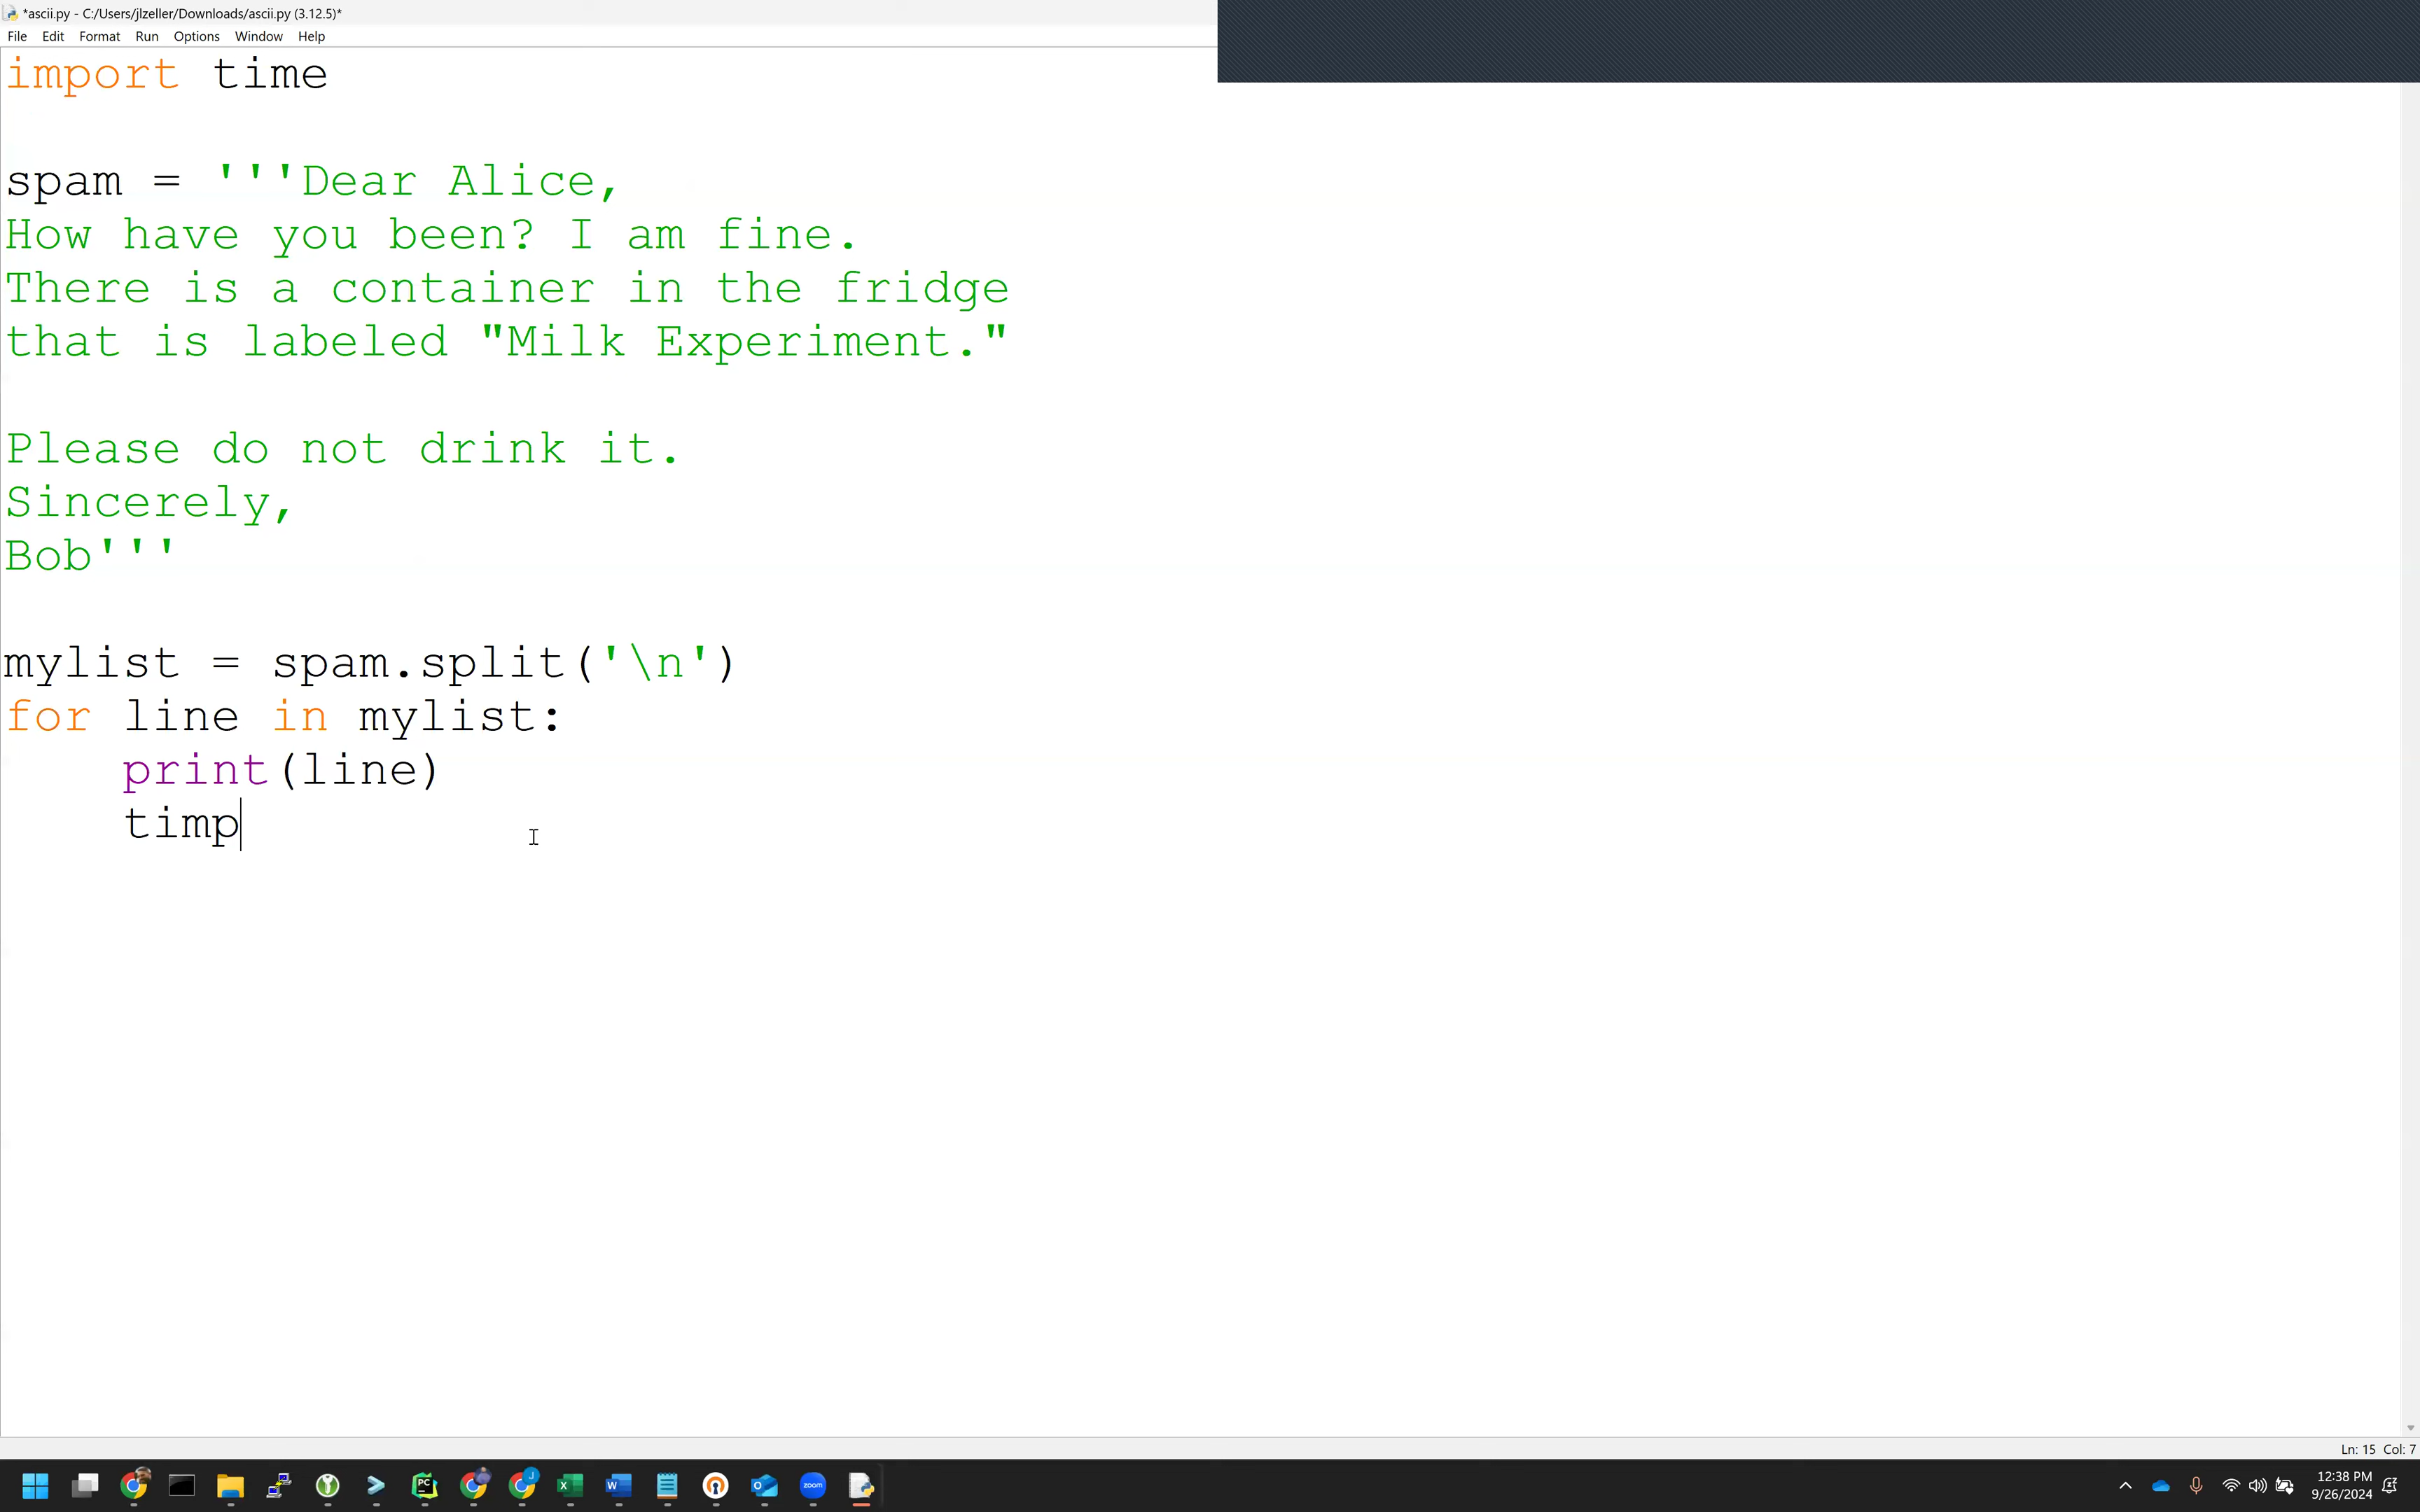 *ascii.py - C:/Users/jlzeller/Downloads/ascii.py (3.12.5)*
File Edit Format Run Options Window Help
import time
spam = '''Dear Alice,
How have you been? I am fine.
There is a container in the fridge
that is labeled "Milk Experiment."
Please do not drink it.
Sincerely,
Bob'''
mylist = spam.split('\n')
for line in mylist:
    print(line)
    timp
Ln: 15 Col: 7
PC
J
X
W
O
zoom
12:38 PM
9/26/2024